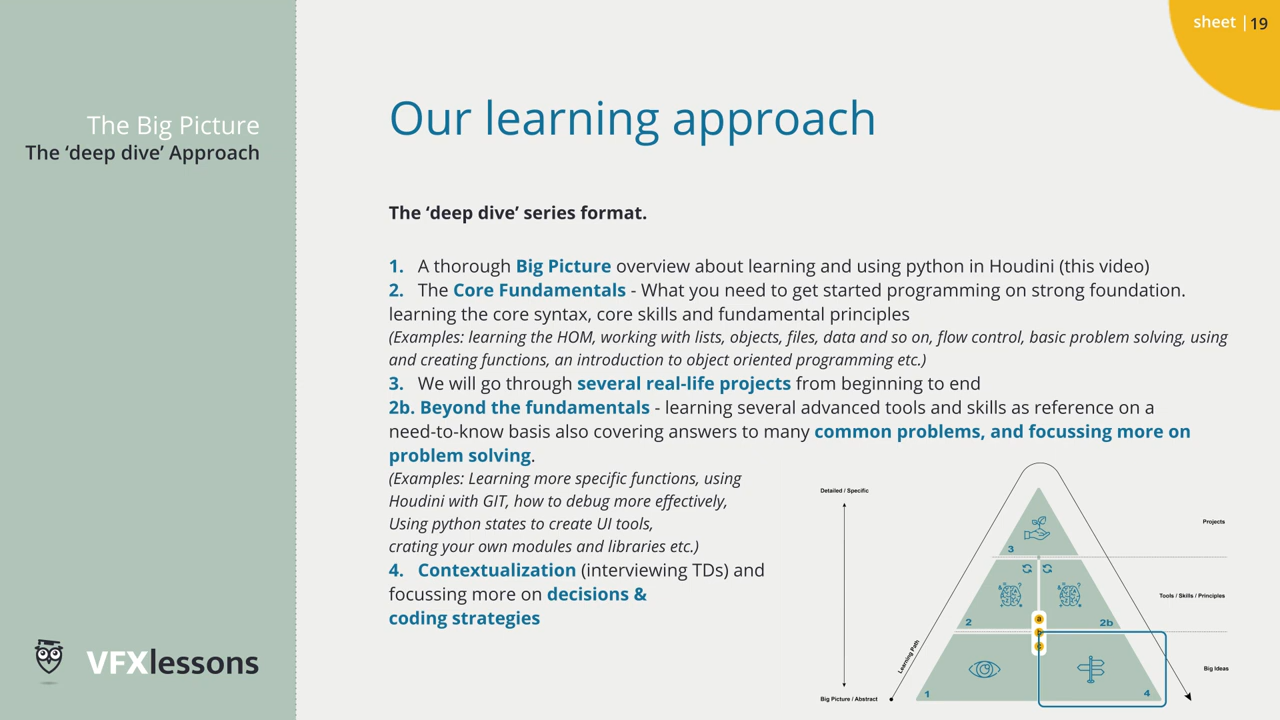 sheet | 19
The Big Picture
The ‘deep dive’ Approach
Our learning approach
The ‘deep dive’ series format.
1. A thorough Big Picture overview about learning and using python in Houdini (this video)
2. The Core Fundamentals - What you need to get started programming on strong foundation.
learning the core syntax, core skills and fundamental principles
(Examples: learning the HOM, working with lists, objects, files, data and so on, flow control, basic problem solving, using
and creating functions, an introduction to object oriented programming etc.)
3. We will go through several real-life projects from beginning to end
2b. Beyond the fundamentals - learning several advanced tools and skills as reference on a
need-to-know basis also covering answers to many common problems, and focussing more on
problem solving.
(Examples: Learning more specific functions, using
Houdini with GIT, how to debug more effectively,
Using python states to create UI tools,
crating your own modules and libraries etc.)
4. Contextualization (interviewing TDs) and
focussing more on decisions &
coding strategies
Detailed / Specific
Projects
3
Tools / Skills / Principles
2
2b
a
b
c
Learning Path
Big Ideas
1
4
Big Picture / Abstract
VFXlessons